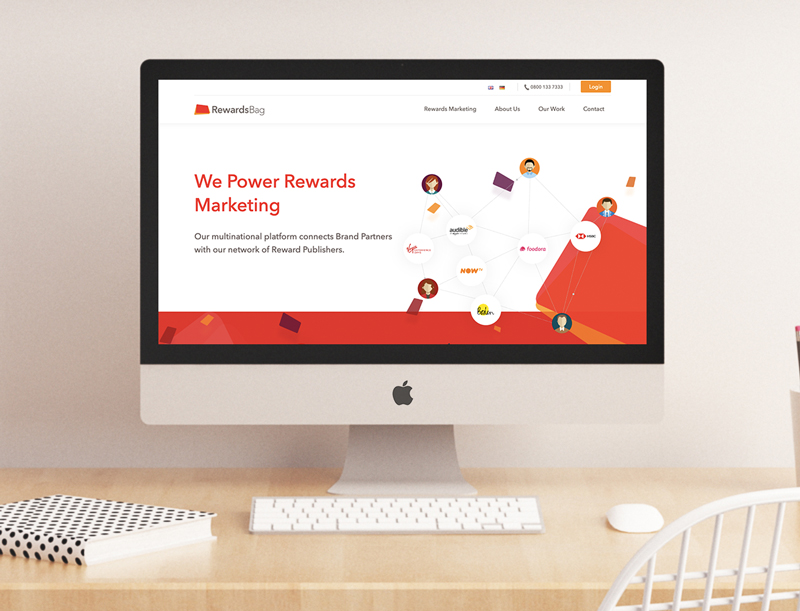 0800 133 7333
Login
RewardsBag
Rewards Marketing
About Us
Our Work
Contact
We Power Rewards
Marketing
Our multinational platform connects Brand Partners
with our network of Reward Publishers.
audible
foodora
HSBC
NOW TV